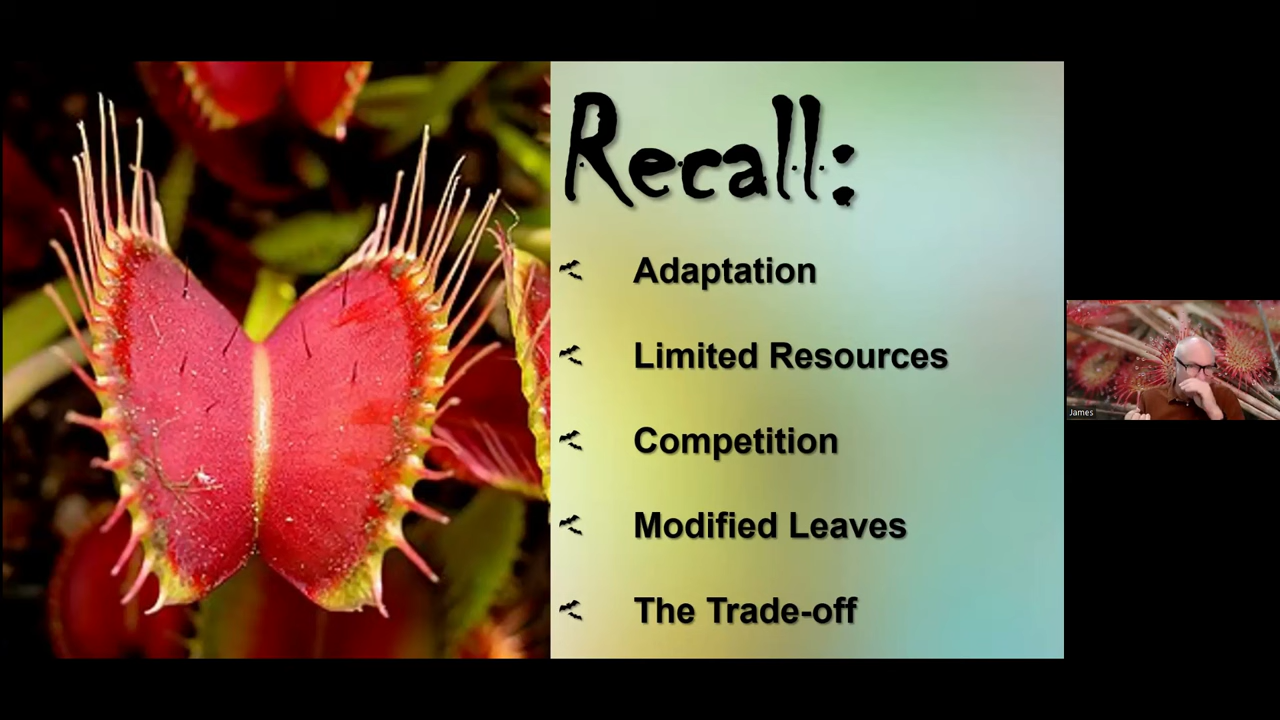 Recall:
Adaptation
Limited Resources
Competition
Modified Leaves
The Trade-off
James